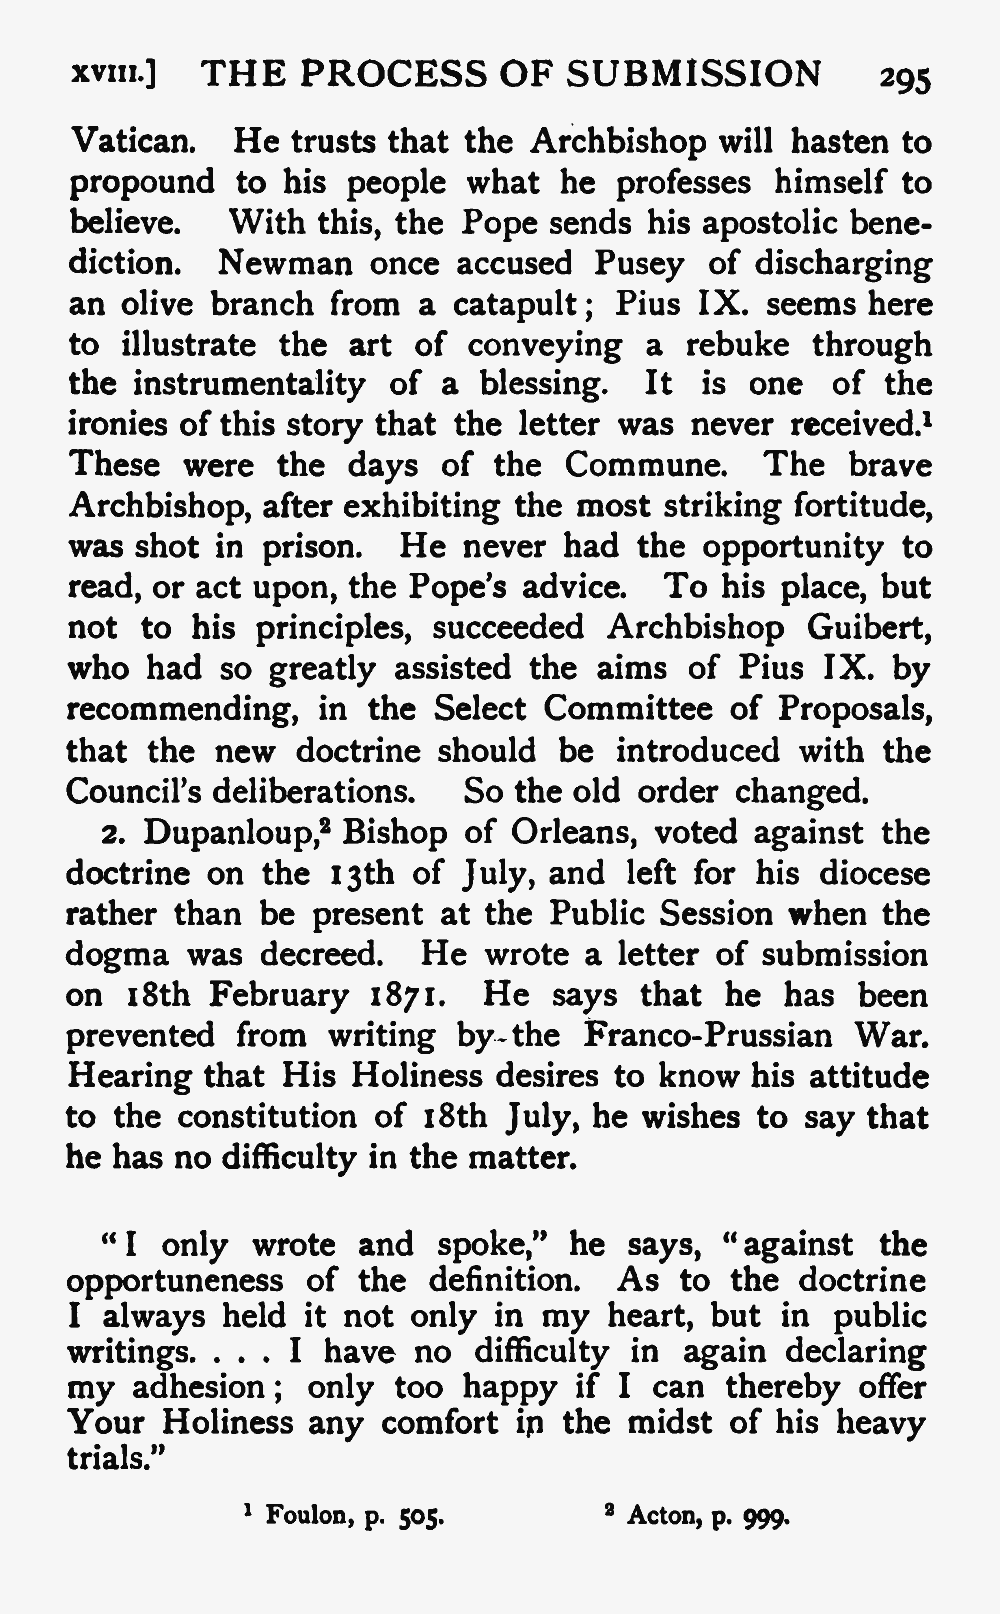 XVIII.] THE PROCESS OF SUBMISSION 295
Vatican. He trusts that the Archbishop will hasten to
propound to his people what he professes himself to
believe. With this, the Pope sends his apostolic bene-
diction. Newman once accused Pusey of discharging
an olive branch from a catapult; Pius IX. seems here
to illustrate the art of conveying a rebuke through
the instrumentality of a blessing. It is one of the
ironies of this story that the letter was never received.¹
These were the days of the Commune. The brave
Archbishop, after exhibiting the most striking fortitude,
was shot in prison. He never had the opportunity to
read, or act upon, the Pope's advice. To his place, but
not to his principles, succeeded Archbishop Guibert,
who had so greatly assisted the aims of Pius IX. by
recommending, in the Select Committee of Proposals,
that the new doctrine should be introduced with the
Council's deliberations. So the old order changed.
2. Dupanloup,² Bishop of Orleans, voted against the
doctrine on the 13th of July, and left for his diocese
rather than be present at the Public Session when the
dogma was decreed. He wrote a letter of submission
on 18th February 1871. He says that he has been
prevented from writing by the Franco-Prussian War.
Hearing that His Holiness desires to know his attitude
to the constitution of 18th July, he wishes to say that
he has no difficulty in the matter.
"I only wrote and spoke," he says, "against the
opportuneness of the definition. As to the doctrine
I always held it not only in my heart, but in public
writings. . . . I have no difficulty in again declaring
my adhesion; only too happy if I can thereby offer
Your Holiness any comfort in the midst of his heavy
trials."
¹ Foulon, p. 505. ² Acton, p. 999.